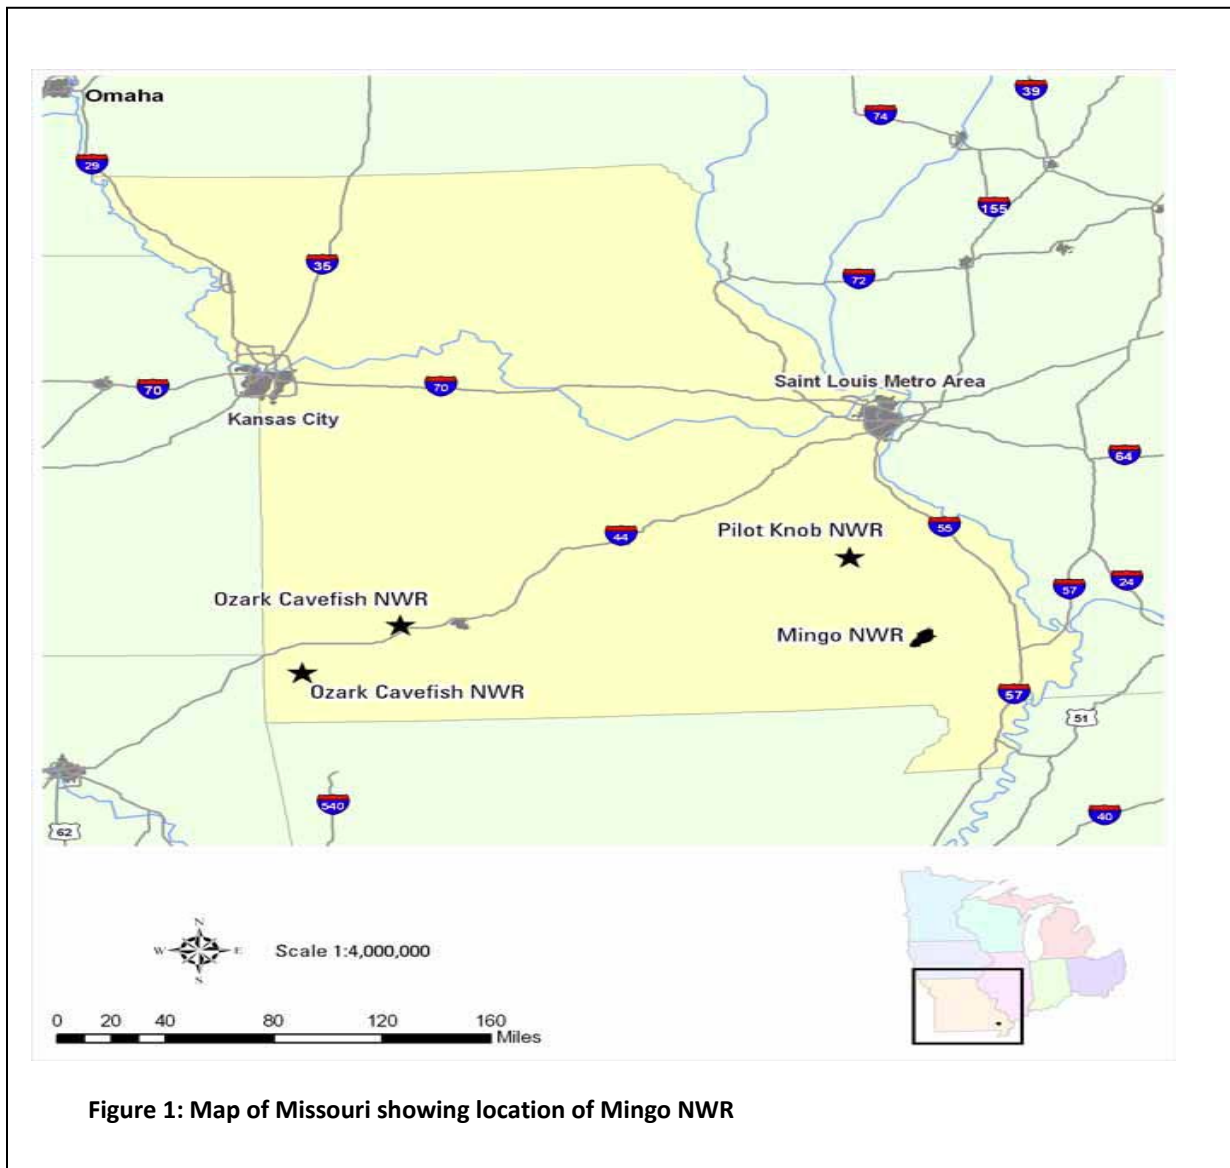 Omaha
39
74
29
155
35
72
70
70
Saint Louis Metro Area
Kansas City
64
Pilot Knob NWR
55
44
57
24
Ozark Cavefish NWR
Mingo NWR
Ozark Cavefish NWR
57
51
540
40
62
N
W E
S
Scale 1:4,000,000
0 20 40 80 120 160
Miles
Figure 1: Map of Missouri showing location of Mingo NWR